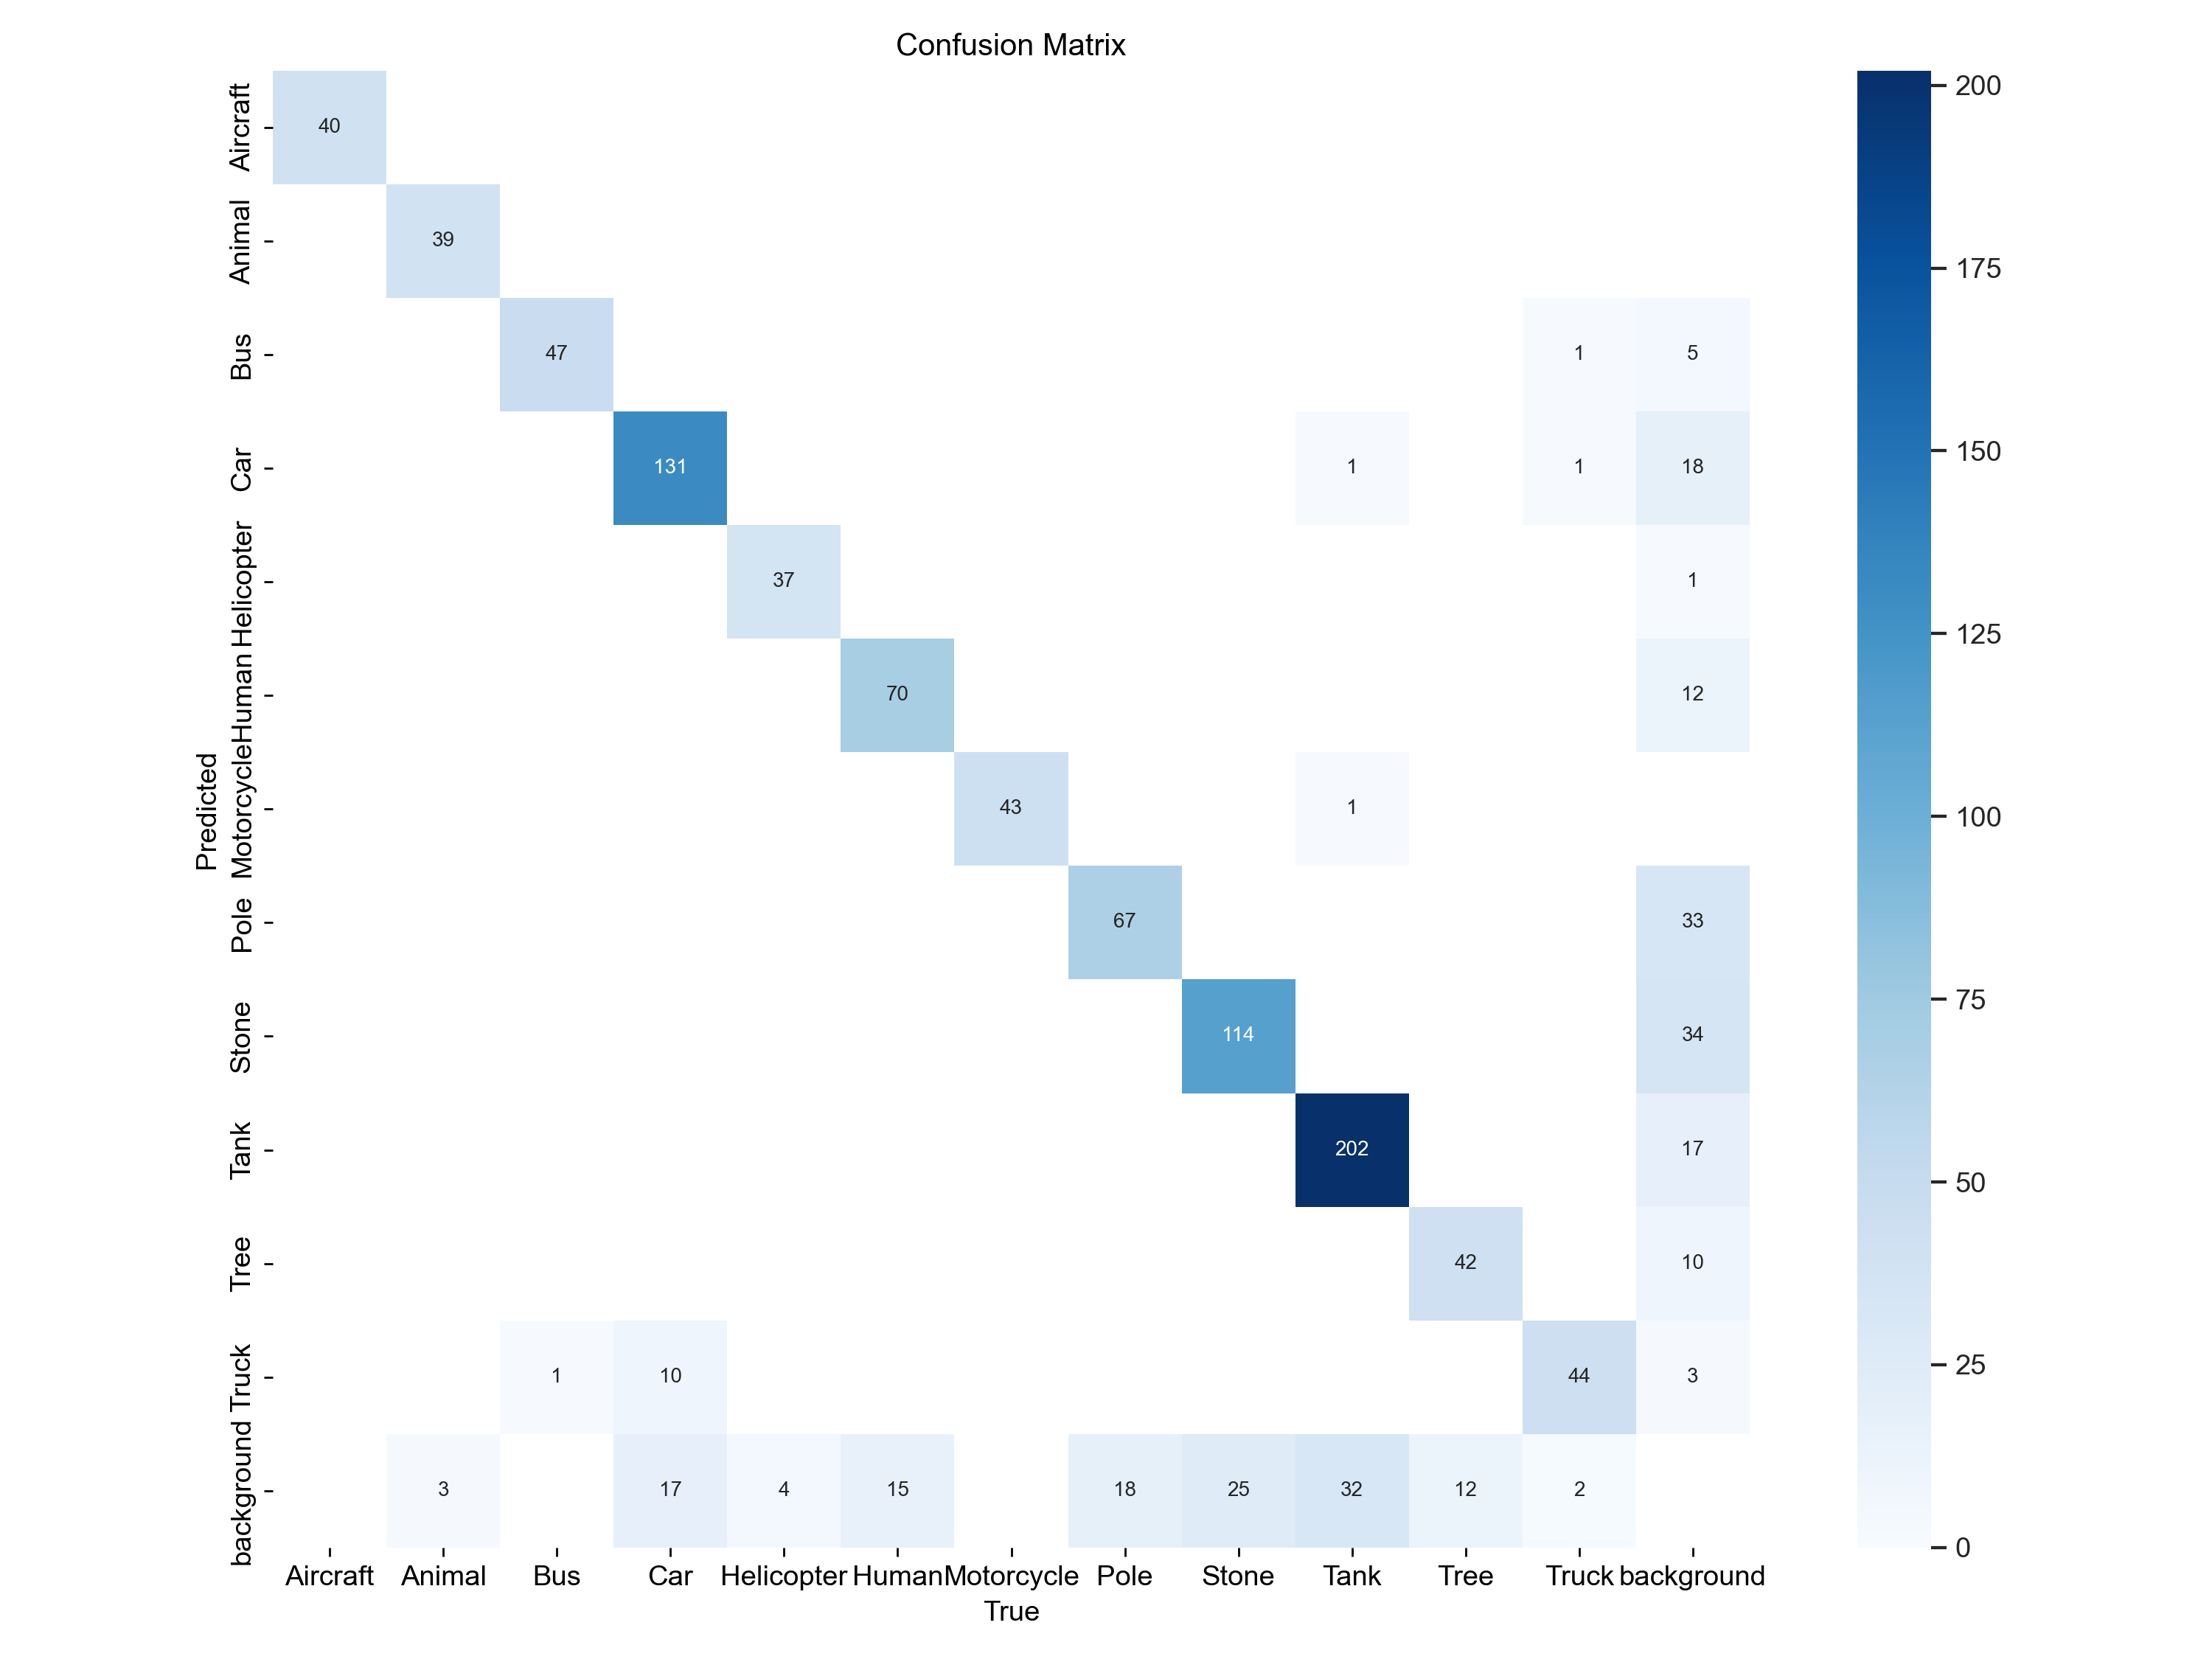 Confusion Matrix
Aircraft 40
Animal 39
Bus 47 1 5
Car 131 1 1 18
Helicopter 37 1
Human 70 12
Motorcycle 43 1
Pole 67 33
Stone 114 34
Tank 202 17
Tree 42 10
Truck 1 10 44 3
background 3 17 4 15 18 25 32 12 2
Predicted
Aircraft Animal Bus Car Helicopter Human Motorcycle Pole Stone Tank Tree Truck background
True
200
175
150
125
100
75
50
25
0